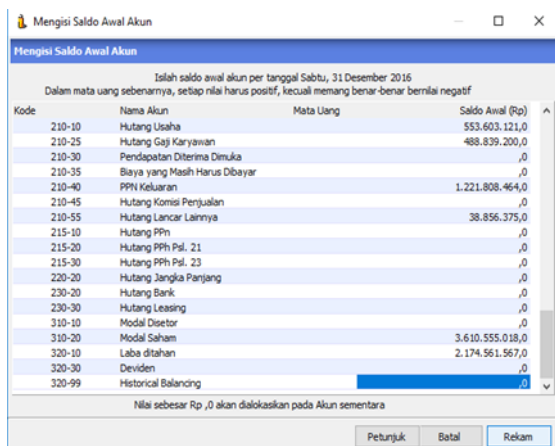 Mengisi Saldo Awal Akun
Mengisi Saldo Awal Akun
Isilah saldo awal akun per tanggal Sabtu, 31 Desember 2016
Dalam mata uang sebenarnya, setiap nilai harus positif, kecuali memang benar-benar bernilai negatif
Kode Nama Akun Mata Uang Saldo Awal (Rp)
210-10 Hutang Usaha 553.603.121,0
210-25 Hutang Gaji Karyawan 488.839.200,0
210-30 Pendapatan Diterima Dimuka ,0
210-35 Biaya yang Masih Harus Dibayar ,0
210-40 PPN Keluaran 1.221.808.464,0
210-45 Hutang Komisi Penjualan ,0
210-55 Hutang Lancar Lainnya 38.856.375,0
215-10 Hutang PPn ,0
215-20 Hutang PPh Psl. 21 ,0
215-30 Hutang PPh Psl. 23 ,0
220-20 Hutang Jangka Panjang ,0
230-20 Hutang Bank ,0
230-30 Hutang Leasing ,0
310-10 Modal Disetor ,0
310-20 Modal Saham 3.610.555.018,0
320-10 Laba ditahan 2.174.561.567,0
320-30 Deviden ,0
320-99 Historical Balancing ,0
Nilai sebesar Rp ,0 akan dialokasikan pada Akun sementara
Petunjuk Batal Rekam